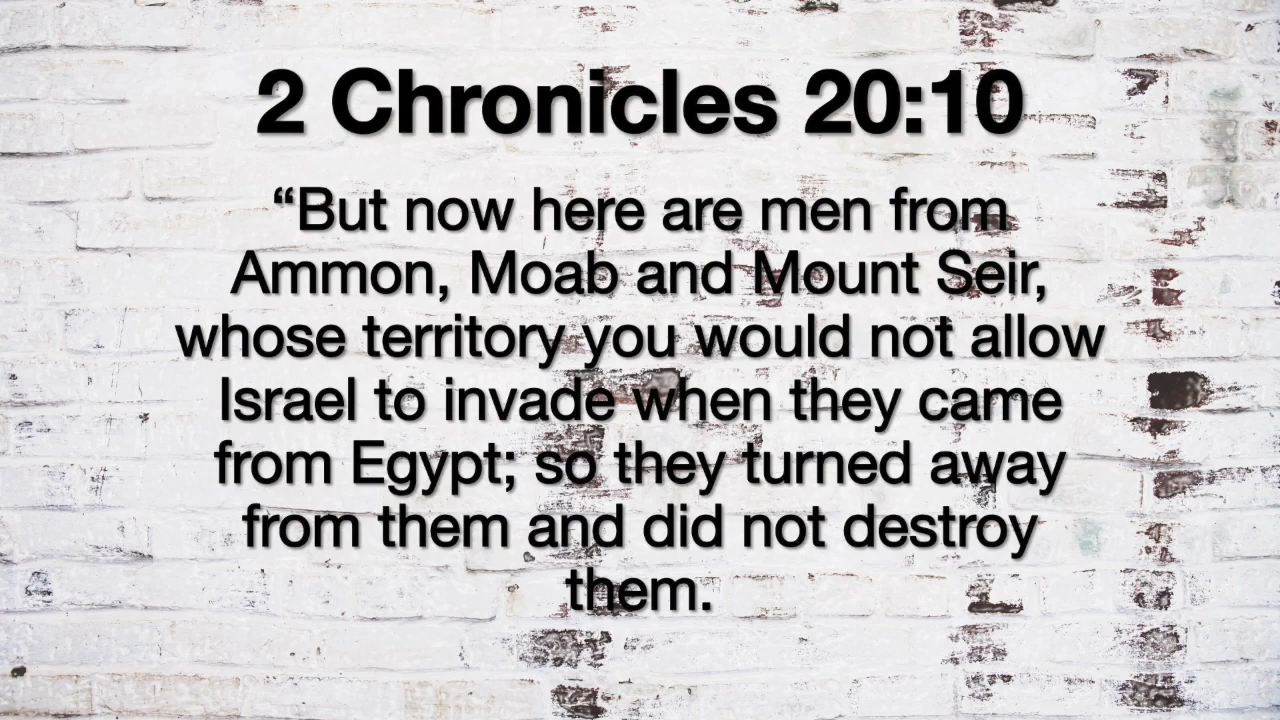 2 Chronicles 20:10
“But now here are men from
Ammon, Moab and Mount Seir,
whose territory you would not allow
Israel to invade when they came
from Egypt; so they turned away
from them and did not destroy
them.